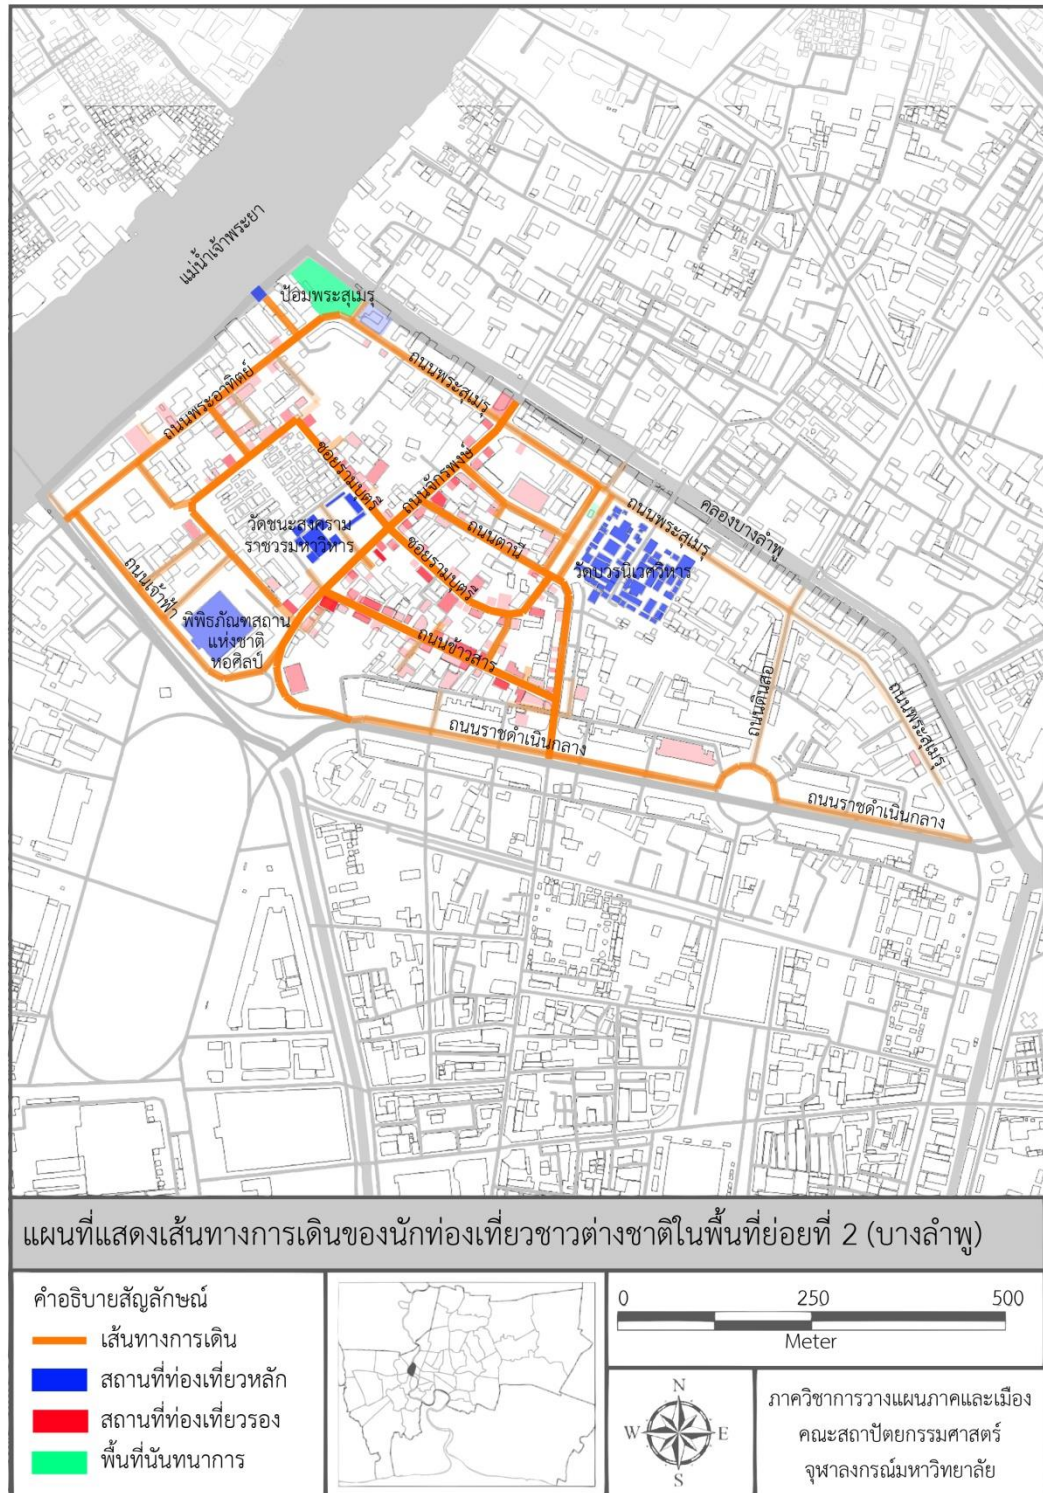 แม่น้ำเจ้าพระยา
ป้อมพระสุเมรุ
ถนนพระอาทิตย์
ถนนพระสุเมรุ
ซอยรามบุตรี
ถนนจักรพงษ์
คลองบางลำพู
วัดชนะสงคราม
ราชวรมหาวิหาร
ถนนตานี
ถนนพระสุเมรุ
วัดบวรนิเวศวิหาร
ซอยรามบุตรี
ถนนเจ้าฟ้า
พิพิธภัณฑสถาน
แห่งชาติ
หอศิลป์
ถนนข้าวสาร
ถนนดินสอ
ถนนพระสุเมรุ
ถนนราชดำเนินกลาง
ถนนราชดำเนินกลาง
แผนที่แสดงเส้นทางการเดินของนักท่องเที่ยวชาวต่างชาติในพื้นที่ย่อยที่ 2 (บางลำพู)
คำอธิบายสัญลักษณ์
เส้นทางการเดิน
สถานที่ท่องเที่ยวหลัก
สถานที่ท่องเที่ยวรอง
พื้นที่นันทนาการ
0 250 500
Meter
N
W E
S
ภาควิชาการวางแผนภาคและเมือง
คณะสถาปัตยกรรมศาสตร์
จุฬาลงกรณ์มหาวิทยาลัย